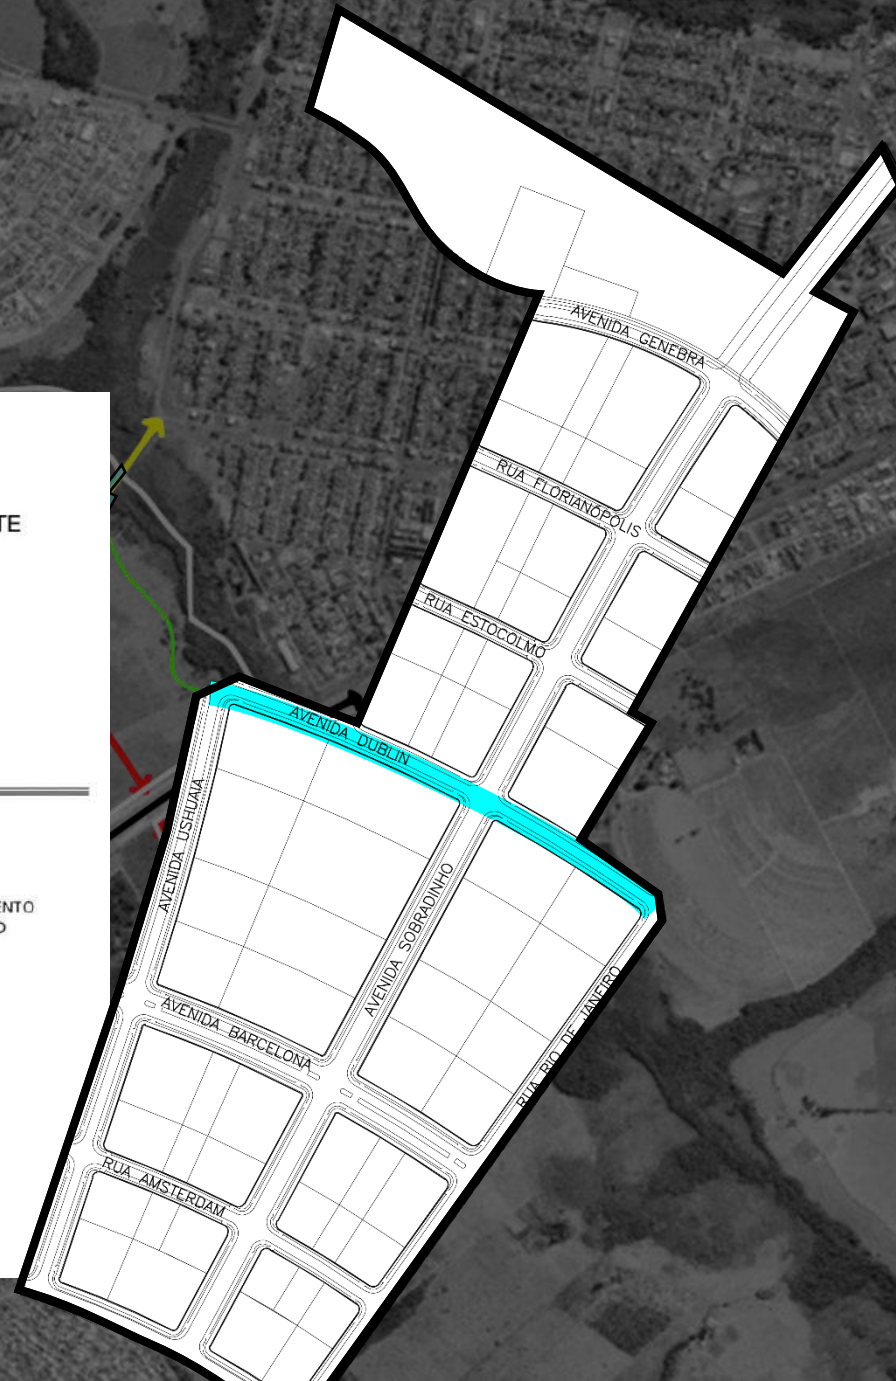 AVENIDA GENEBRA
RUA FLORIANÓPOLIS
TE
RUA ESTOCOLMO
AVENIDA DUBLIN
AVENIDA USHUAIA
AVENIDA SOBRADINHO
ENTO
O
RUA RIO DE JANEIRO
AVENIDA BARCELONA
RUA AMSTERDAM